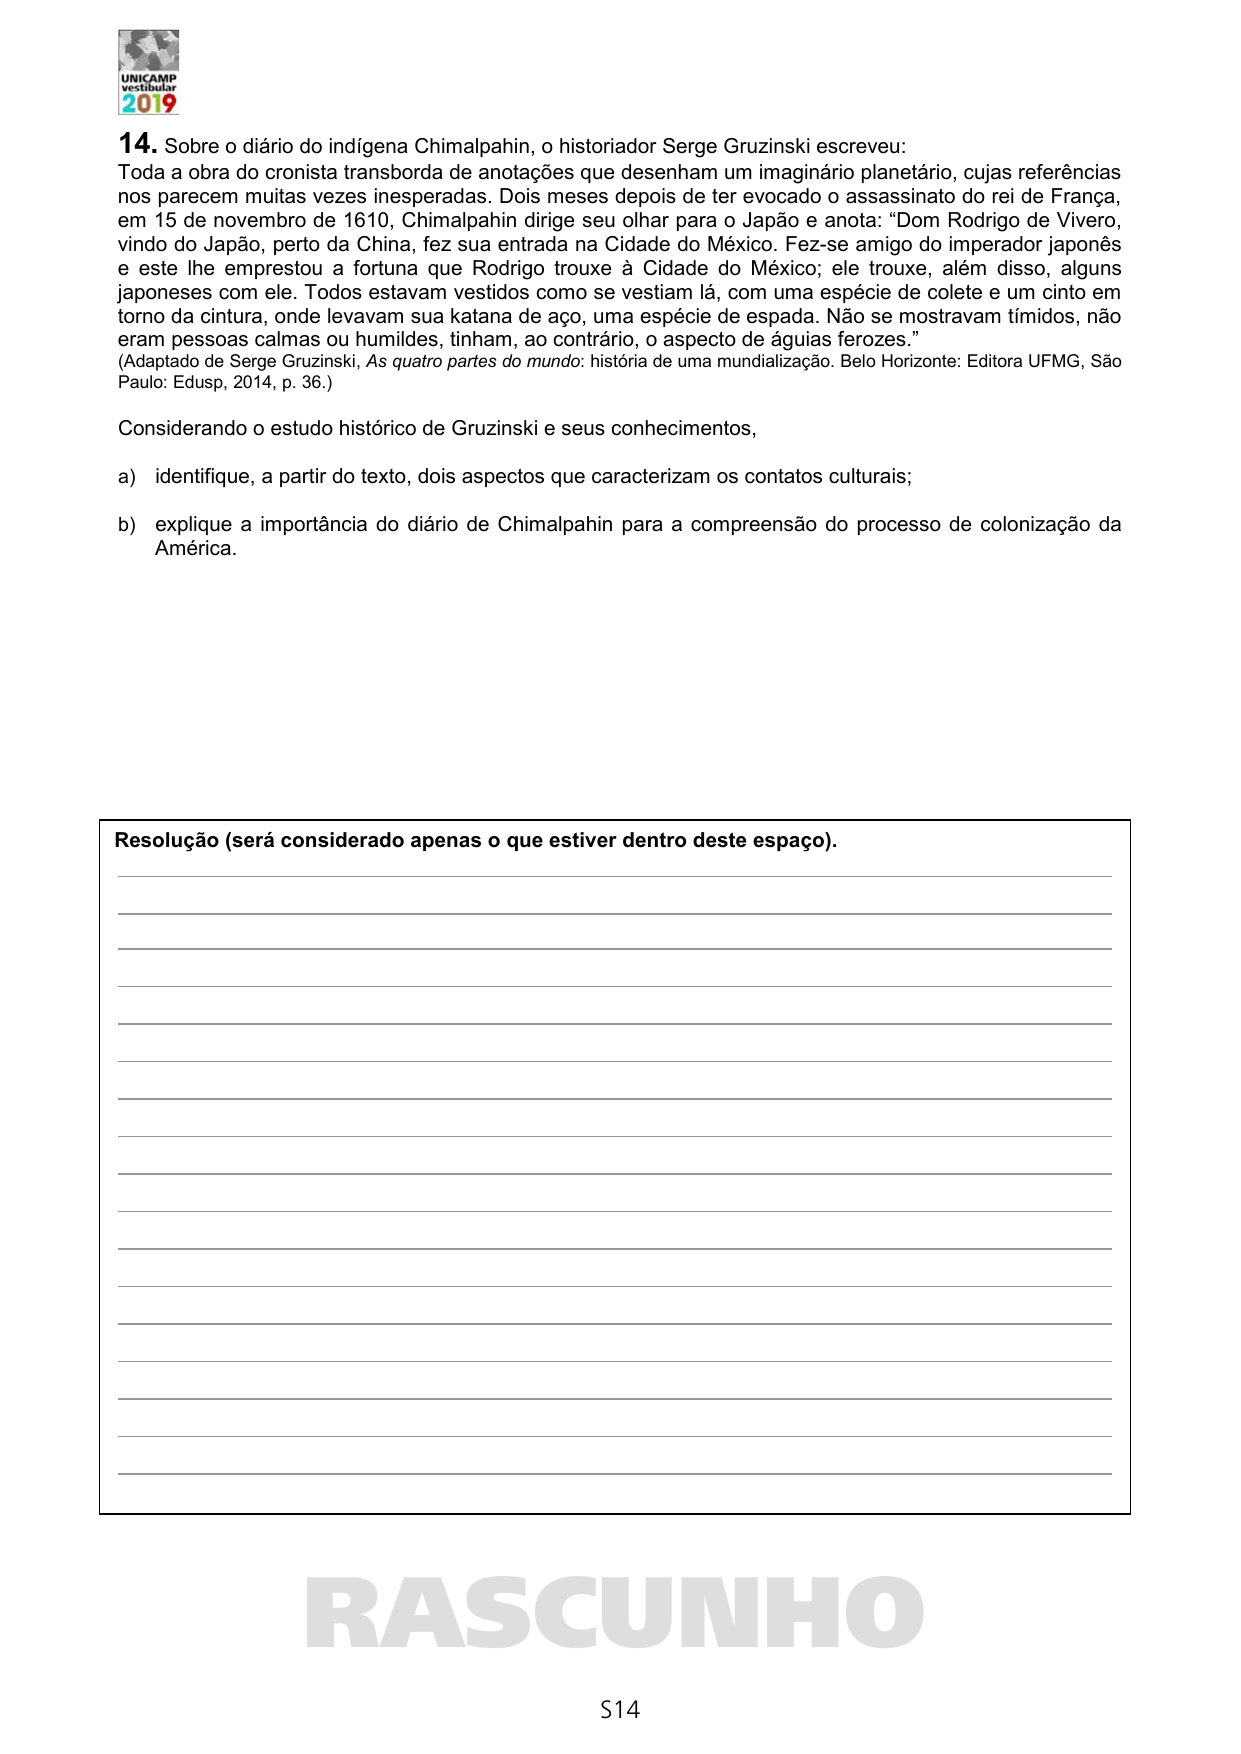 UNICAMP
vestibular
2019
14. Sobre o diário do indígena Chimalpahin, o historiador Serge Gruzinski escreveu:
Toda a obra do cronista transborda de anotações que desenham um imaginário planetário, cujas referências
nos parecem muitas vezes inesperadas. Dois meses depois de ter evocado o assassinato do rei de França,
em 15 de novembro de 1610, Chimalpahin dirige seu olhar para o Japão e anota: “Dom Rodrigo de Vivero,
vindo do Japão, perto da China, fez sua entrada na Cidade do México. Fez-se amigo do imperador japonês
e este lhe emprestou a fortuna que Rodrigo trouxe à Cidade do México; ele trouxe, além disso, alguns
japoneses com ele. Todos estavam vestidos como se vestiam lá, com uma espécie de colete e um cinto em
torno da cintura, onde levavam sua katana de aço, uma espécie de espada. Não se mostravam tímidos, não
eram pessoas calmas ou humildes, tinham, ao contrário, o aspecto de águias ferozes.”
(Adaptado de Serge Gruzinski, As quatro partes do mundo: história de uma mundialização. Belo Horizonte: Editora UFMG, São
Paulo: Edusp, 2014, p. 36.)
Considerando o estudo histórico de Gruzinski e seus conhecimentos,
a) identifique, a partir do texto, dois aspectos que caracterizam os contatos culturais;
b) explique a importância do diário de Chimalpahin para a compreensão do processo de colonização da
América.
Resolução (será considerado apenas o que estiver dentro deste espaço).
RASCUNHO
S14